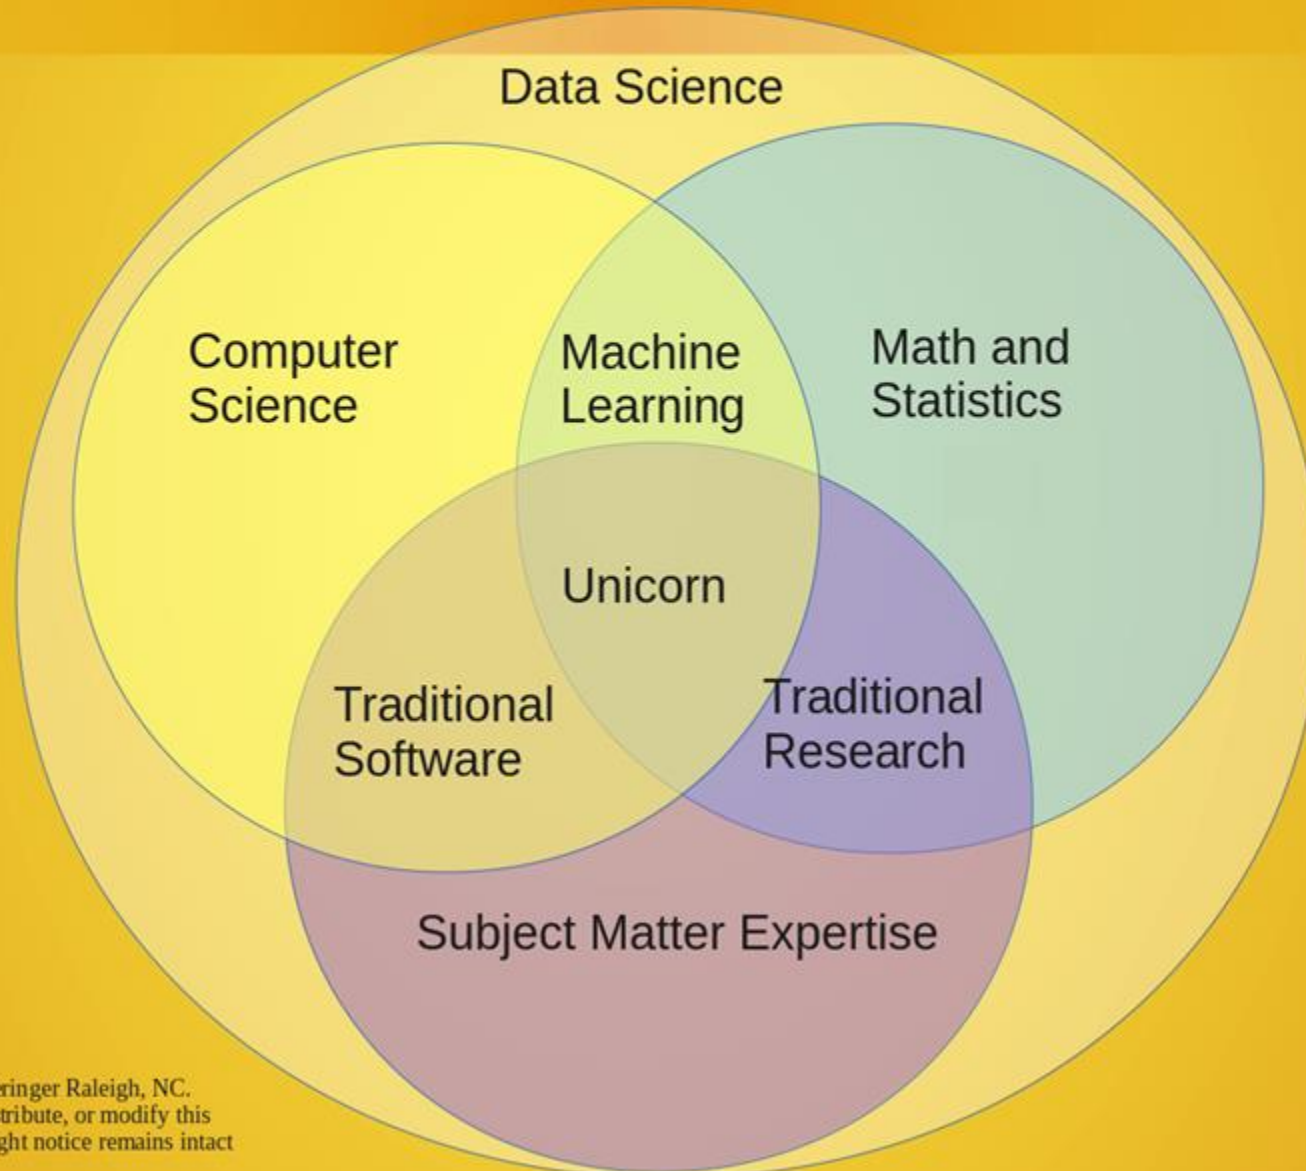 Data Science
Computer
Science
Machine
Learning
Math and
Statistics
Unicorn
Traditional
Software
Traditional
Research
Subject Matter Expertise
Raleigh, NC.
or modify this
notice remains intact